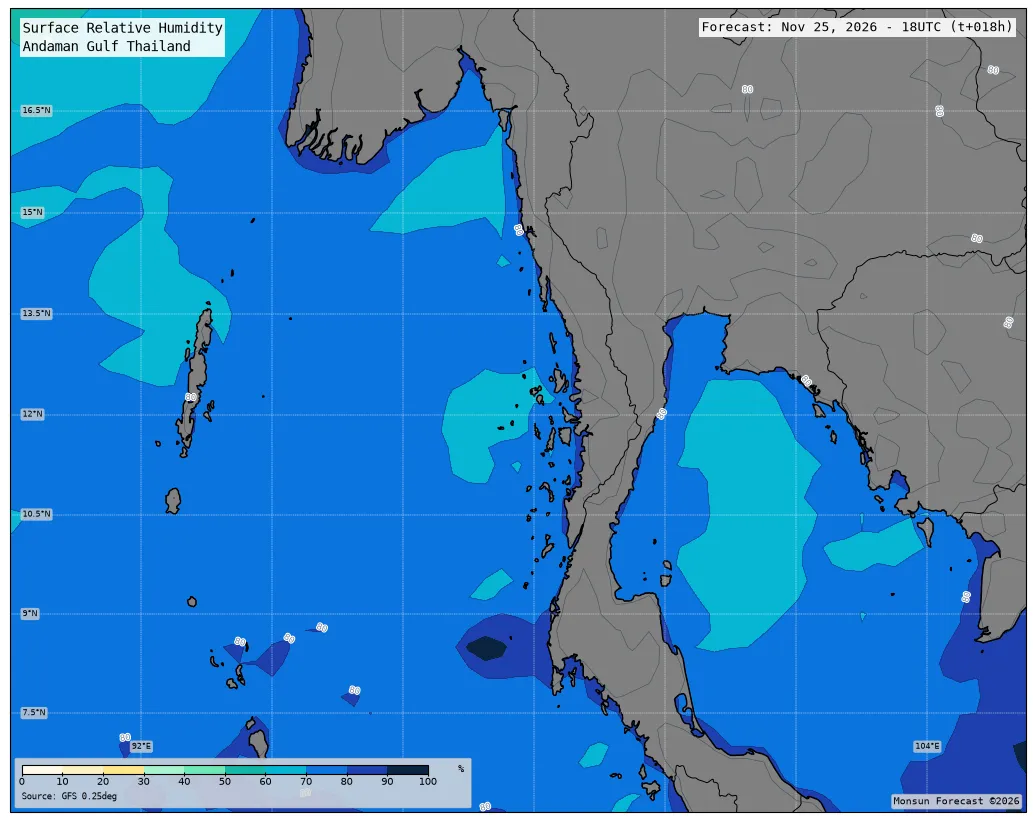 Surface Relative Humidity
Andaman Gulf Thailand
Forecast: Nov 25, 2026 - 18UTC (t+018h)
80
80
80
16.5°N
15°N
80
80
13.5°N
80
80
80
12°N
80
10.5°N
80
9°N
80
80
80
80
7.5°N
80
92°E
104°E
%
0 10 20 30 40 50 60 70 80 90 100
80
Source: GFS 0.25deg
80
Monsun Forecast ©2026